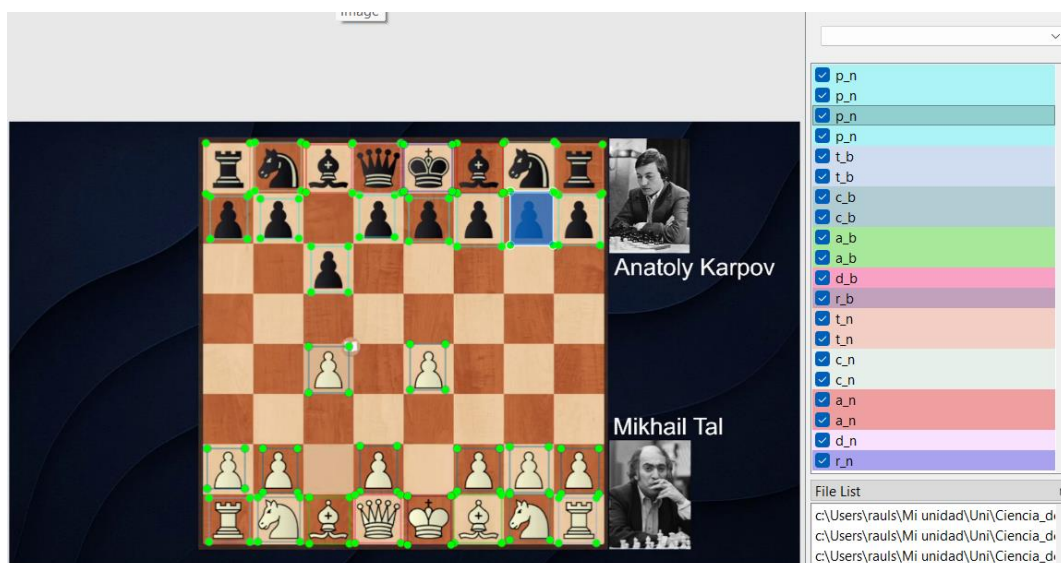 Image
p_n
p_n
p_n
p_n
t_b
t_b
c_b
c_b
a_b
a_b
d_b
r_b
t_n
t_n
c_n
c_n
a_n
a_n
d_n
r_n
Anatoly Karpov
Mikhail Tal
File List
c:\Users\rauls\Mi unidad\Uni\Ciencia_d
c:\Users\rauls\Mi unidad\Uni\Ciencia_d
c:\Users\rauls\Mi unidad\Uni\Ciencia_d